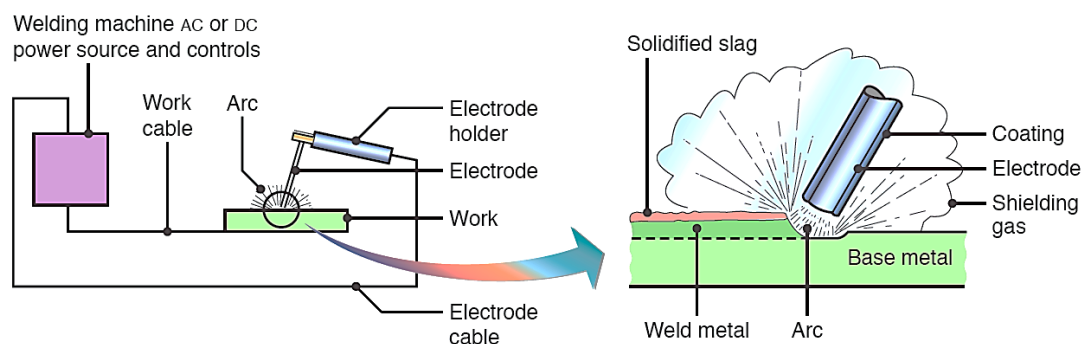 Welding machine AC or DC
power source and controls
Work
cable
Arc
Electrode
holder
Electrode
Work
Electrode
cable
Solidified slag
Coating
Electrode
Shielding
gas
Base metal
Weld metal
Arc